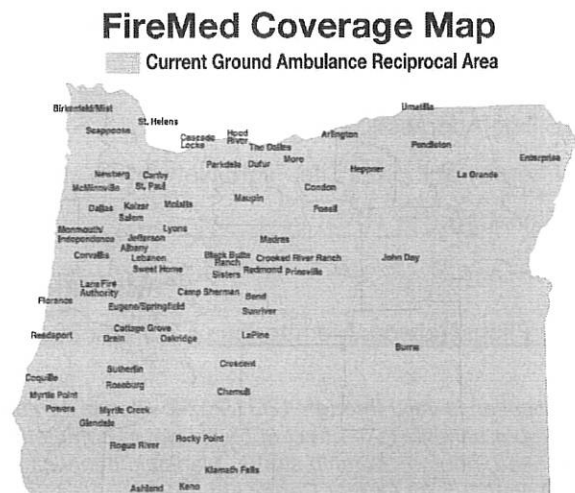 FireMed Coverage Map
Current Ground Ambulance Reciprocal Area
Birkenfeld/Mist
St. Helens
Scappoose
Umatilla
Cascade
Locks
Hood
River
The Dalles
Arlington
Pendleton
Enterprise
Parkdale
Dufur
Moro
Heppner
La Grande
Newberg
Canby
McMinnville
St. Paul
Condon
Maupin
Fossil
Dallas
Keizer
Molalla
Salem
Monmouth/
Independence
Lyons
Jefferson
Albany
Madras
Corvallis
Lebanon
Sweet Home
Black Butte
Ranch
Sisters
Crooked River Ranch
Redmond
Prineville
John Day
Lane Fire
Authority
Camp Sherman
Bend
Florence
Eugene/Springfield
Sunriver
Reedsport
Cottage Grove
Drain
Oakridge
LaPine
Burns
Sutherlin
Crescent
Coquille
Roseburg
Chemult
Myrtle Point
Powers
Myrtle Creek
Glendale
Rogue River
Rocky Point
Klamath Falls
Ashland
Keno